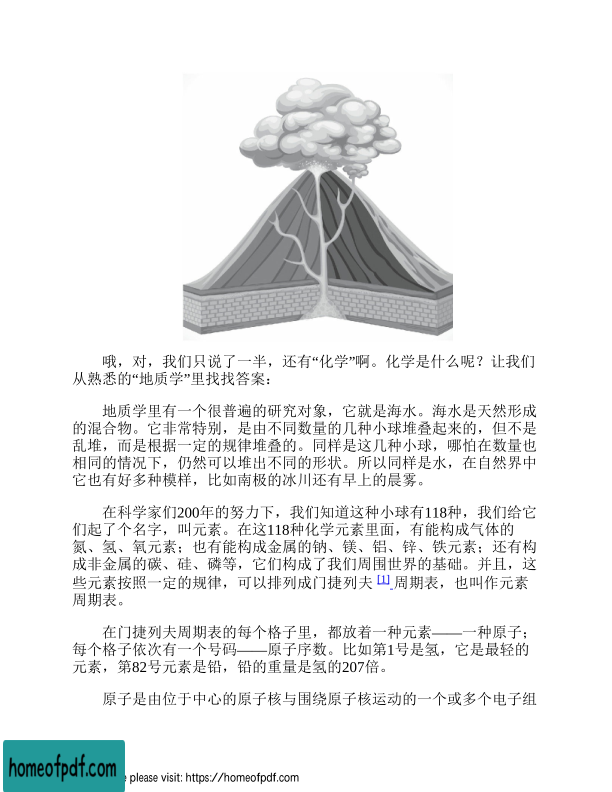 哦，对，我们只说了一半，还有“化学”啊。化学是什么呢？让我们
从熟悉的“地质学”里找找答案：
地质学里有一个很普遍的研究对象，它就是海水。海水是天然形成
的混合物。它非常特别，是由不同数量的几种小球堆叠起来的，但不是
乱堆，而是根据一定的规律堆叠的。同样是这几种小球，哪怕在数量也
相同的情况下，仍然可以堆出不同的形状。所以同样是水，在自然界中
它也有好多种模样，比如南极的冰川还有早上的晨雾。
在科学家们200年的努力下，我们知道这种小球有118种，我们给它
们起了个名字，叫元素。在这118种化学元素里面，有能构成气体的
氮、氢、氧元素；也有能构成金属的钠、镁、铝、锌、铁元素；还有构
成非金属的碳、硅、磷等，它们构成了我们周围世界的基础。并且，这
些元素按照一定的规律，可以排列成门捷列夫 [1] 周期表，也叫作元素
周期表。
在门捷列夫周期表的每个格子里，都放着一种元素——一种原子；
每个格子依次有一个号码——原子序数。比如第1号是氢，它是最轻的
元素，第82号元素是铅，铅的重量是氢的207倍。
原子是由位于中心的原子核与围绕原子核运动的一个或多个电子组
homeofpdf.com
e please visit: https://homeofpdf.com